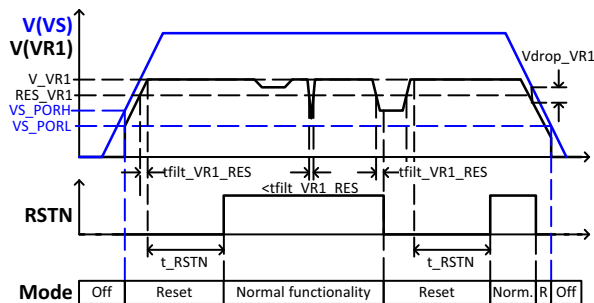 V(VS)
V(VR1)
Vdrop_VR1
V_VR1
RES_VR1
VS_PORH
VS_PORL
tfilt_VR1_RES
<tfilt_VR1_RES
tfilt_VR1_RES
RSTN
t_RSTN
t_RSTN
Mode
Off
Reset
Normal functionality
Reset
Norm.
R
Off